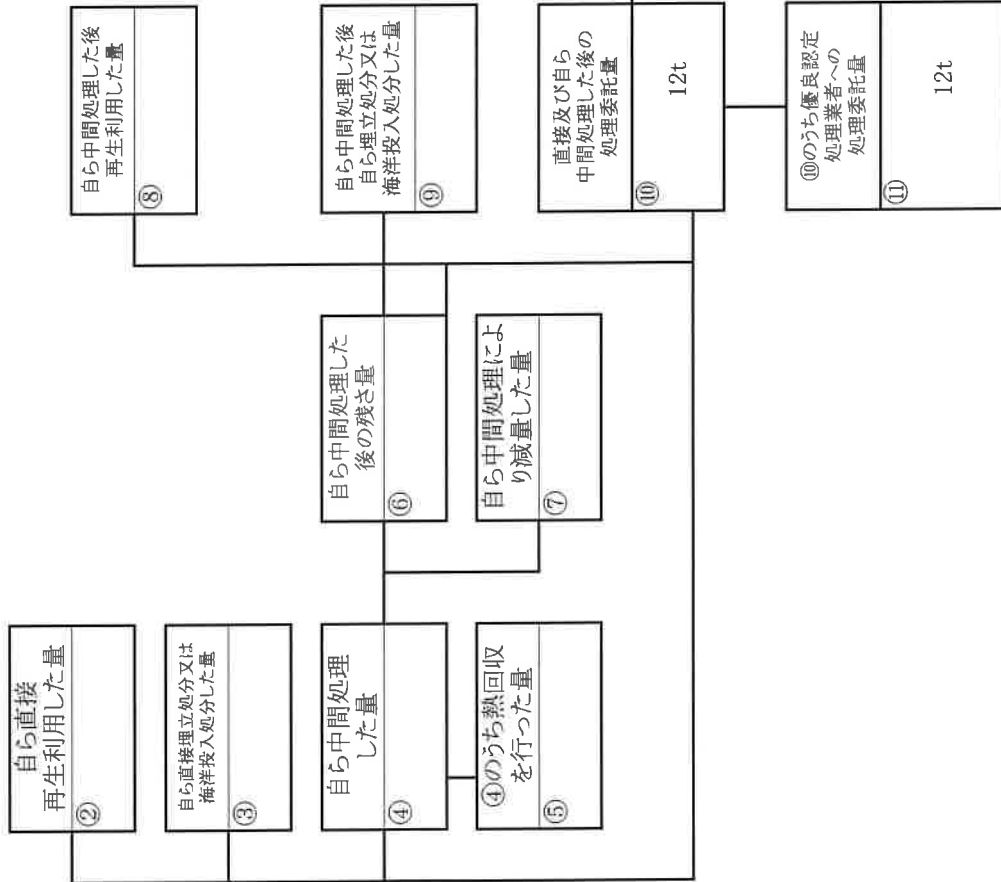 自ら直接
再生利用した量
②
自ら直接埋立処分又は
海洋投入処分した量
③
自ら中間処理
した量
④
④のうち熱回収
を行った量
⑤
自ら中間処理した
後の残さ量
⑥
自ら中間処理によ
り減量した量
⑦
自ら中間処理した後
再生利用した量
⑧
自ら中間処理した後
自ら埋立処分又は
海洋投入処分した量
⑨
直接及び自ら
中間処理した後の
処理委託量
⑩
12t
⑩のうち優良認定
処理業者への
処理委託量
⑪
12t